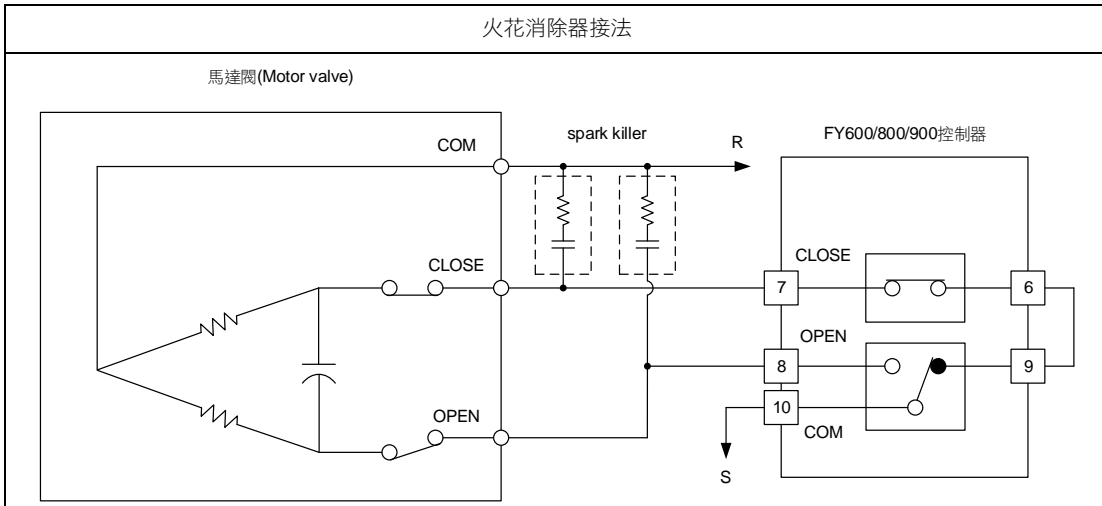 火花消除器接法
馬達閥(Motor valve)
COM
spark killer
R
FY600/800/900控制器
CLOSE
CLOSE
7
6
OPEN
8
9
10
COM
OPEN
S